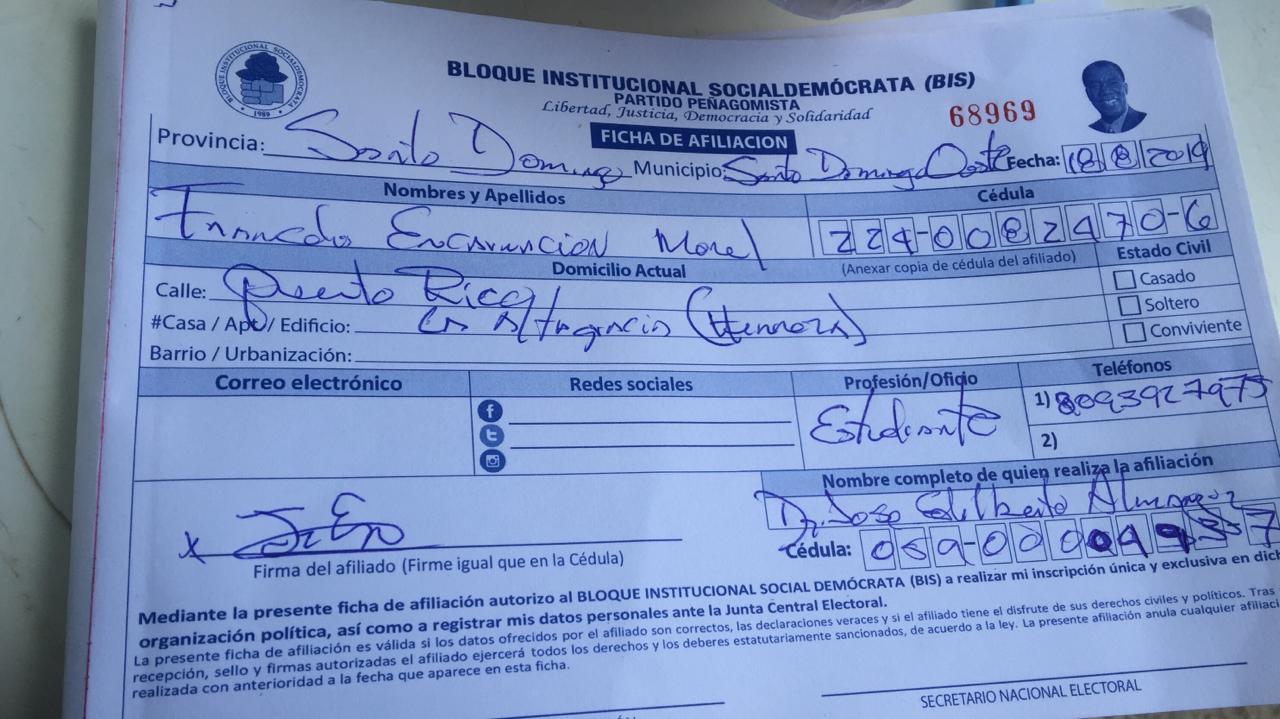 BLOQUE INSTITUCIONAL SOCIALDEMÓCRATA (BIS)
PARTIDO PEÑAGOMISTA
Libertad, Justicia, Democracia y Solidaridad
68969
BLOQUE INSTITUCIONAL SOCIALDEMÓCRATA
1989
FICHA DE AFILIACION
Provincia: Santo Domingo Municipio: Santo Domingo Oeste Fecha: 18 8 2019
Nombres y Apellidos Cédula
Encarnacion Morel 224-0082470-6
Domicilio Actual (Anexar copia de cédula del afiliado) Estado Civil
Calle: Puerto Rico Casado
#Casa / Apt / Edificio: (Herrera) Soltero
Barrio / Urbanización: Conviviente
Correo electrónico Redes sociales Profesión/Oficio Teléfonos
Estudiante 1) 8093927975
2)
Nombre completo de quien realiza la afiliación
Dr. Jose
x
Cédula: 059-000
Firma del afiliado (Firme igual que en la Cédula)
Mediante la presente ficha de afiliación autorizo al BLOQUE INSTITUCIONAL SOCIAL DEMÓCRATA (BIS) a realizar mi inscripción única y exclusiva en dich
organización política, así como a registrar mis datos personales ante la Junta Central Electoral.
La presente ficha de afiliación es válida si los datos ofrecidos por el afiliado son correctos, las declaraciones veraces y si el afiliado tiene el disfrute de sus derechos civiles y políticos. Tras
recepción, sello y firmas autorizadas el afiliado ejercerá todos los derechos y los deberes estatutariamente sancionados, de acuerdo a la ley. La presente afiliación anula cualquier afiliaci
realizada con anterioridad a la fecha que aparece en esta ficha.
SECRETARIO NACIONAL ELECTORAL